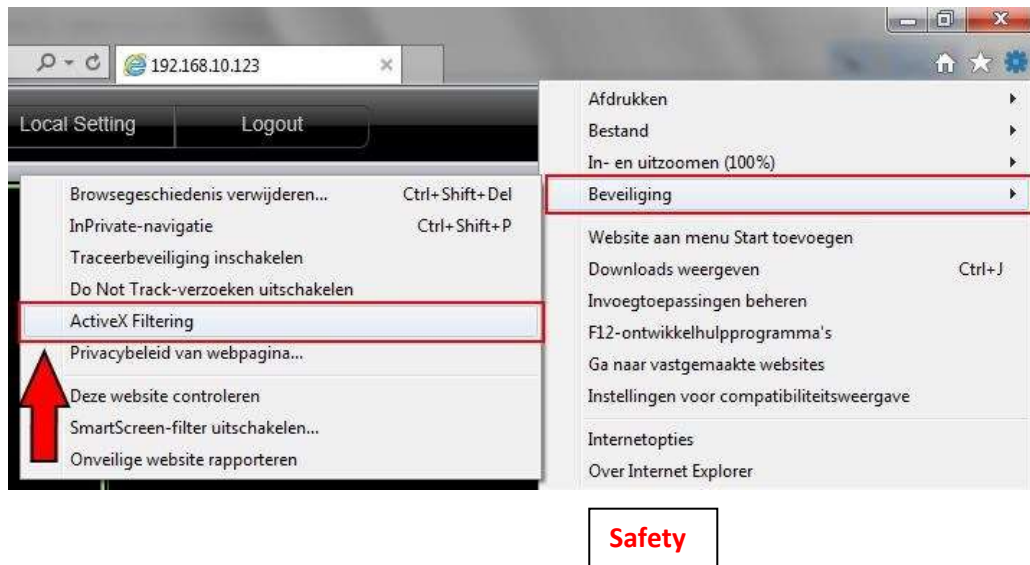 192.168.10.123
Local Setting
Logout
Afdrukken
Bestand
In- en uitzoomen (100%)
Beveiliging
Website aan menu Start toevoegen
Downloads weergeven Ctrl+J
Invoegtoepassingen beheren
F12-ontwikkelhulpprogramma's
Ga naar vastgemaakte websites
Instellingen voor compatibiliteitsweergave
Internetopties
Over Internet Explorer
Browsegeschiedenis verwijderen... Ctrl+Shift+Del
InPrivate-navigatie Ctrl+Shift+P
Traceerbeveiliging inschakelen
Do Not Track-verzoeken uitschakelen
ActiveX Filtering
Privacybeleid van webpagina...
Deze website controleren
SmartScreen-filter uitschakelen...
Onveilige website rapporteren
Safety